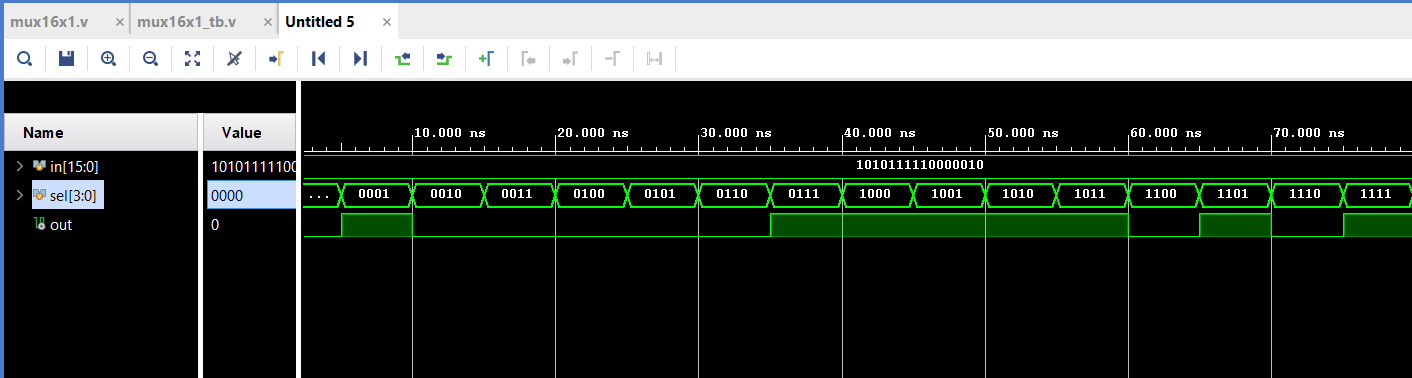 mux16x1.v × mux16x1_tb.v × Untitled 5 ×
Name Value
10.000 ns 20.000 ns 30.000 ns 40.000 ns 50.000 ns 60.000 ns 70.000 ns
in[15:0] 10101111100 1010111110000010
sel[3:0] 0000 ... 0001 0010 0011 0100 0101 0110 0111 1000 1001 1010 1011 1100 1101 1110 1111
out 0